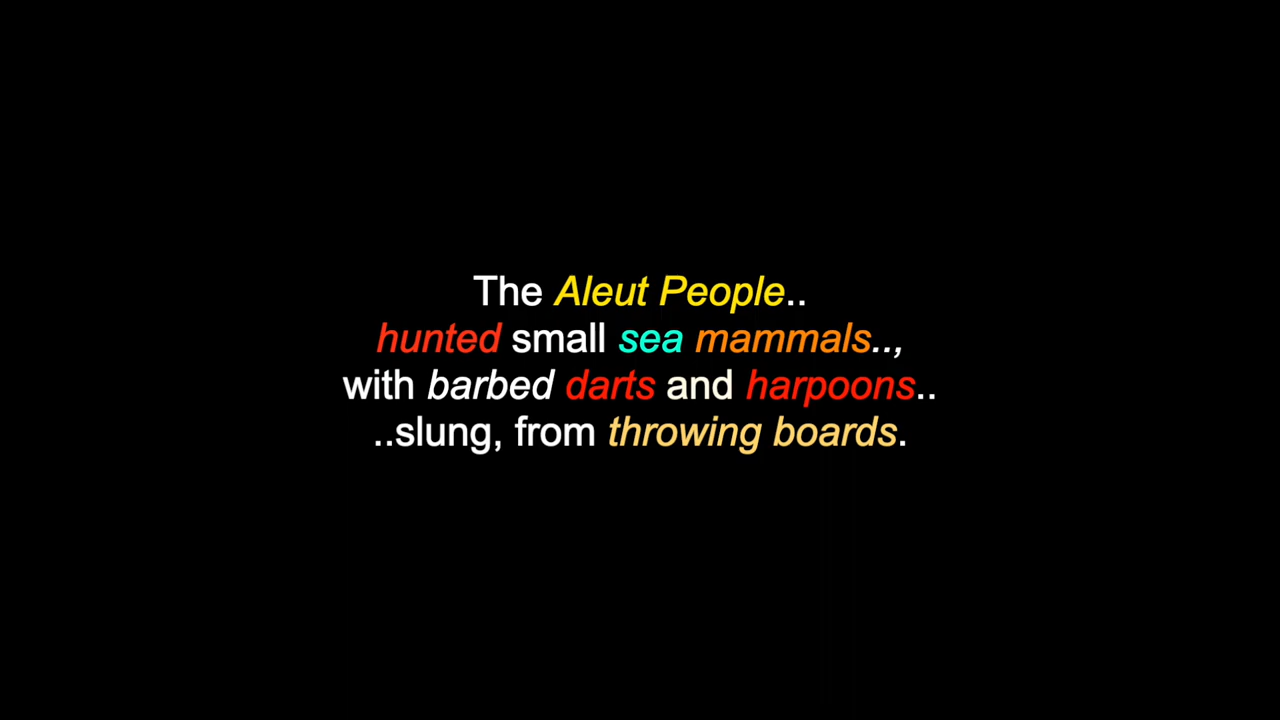 The Aleut People..
hunted small sea mammals..,
with barbed darts and harpoons..
..slung, from throwing boards.